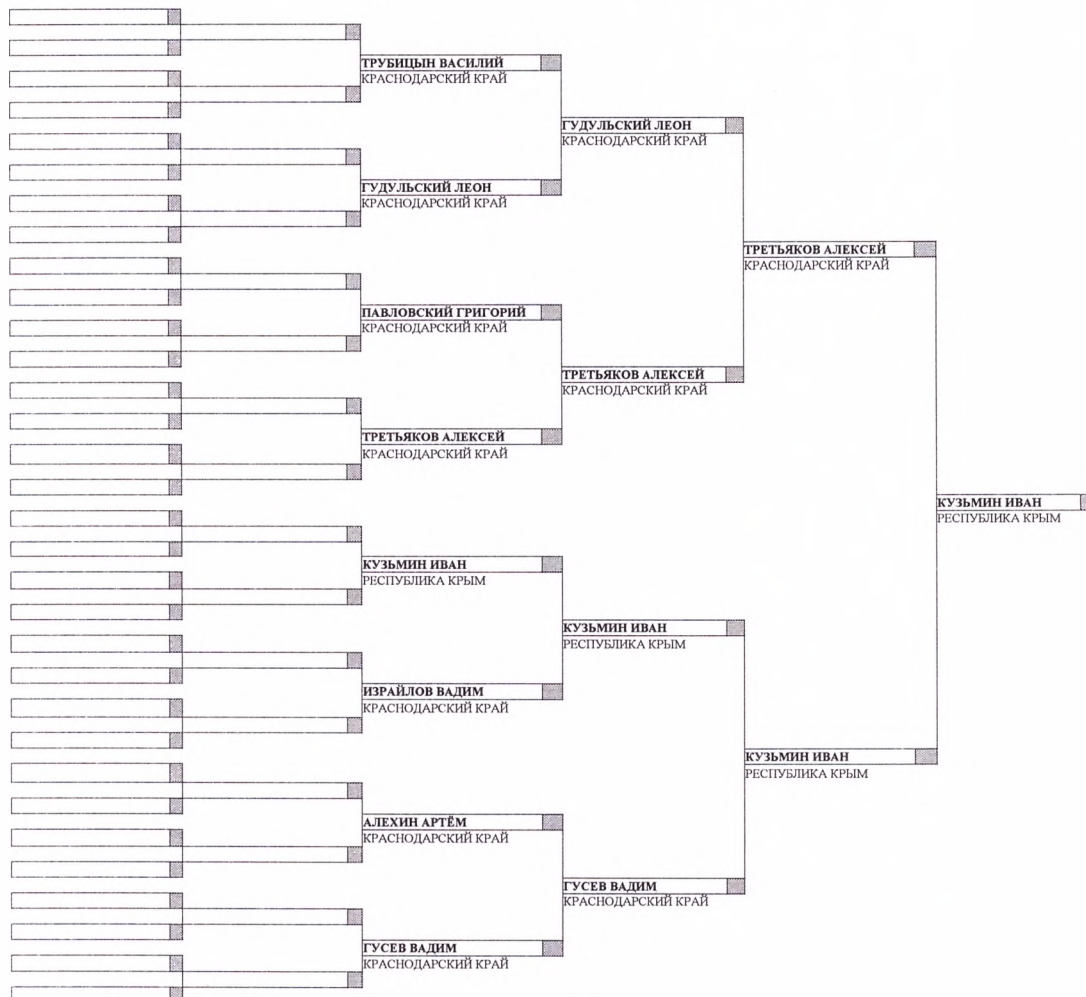 ТРУБИЦЫН ВАСИЛИЙ
КРАСНОДАРСКИЙ КРАЙ
ГУДУЛЬСКИЙ ЛЕОН
КРАСНОДАРСКИЙ КРАЙ
ГУДУЛЬСКИЙ ЛЕОН
КРАСНОДАРСКИЙ КРАЙ
ТРЕТЬЯКОВ АЛЕКСЕЙ
КРАСНОДАРСКИЙ КРАЙ
ПАВЛОВСКИЙ ГРИГОРИЙ
КРАСНОДАРСКИЙ КРАЙ
ТРЕТЬЯКОВ АЛЕКСЕЙ
КРАСНОДАРСКИЙ КРАЙ
ТРЕТЬЯКОВ АЛЕКСЕЙ
КРАСНОДАРСКИЙ КРАЙ
КУЗЬМИН ИВАН
РЕСПУБЛИКА КРЫМ
КУЗЬМИН ИВАН
РЕСПУБЛИКА КРЫМ
КУЗЬМИН ИВАН
РЕСПУБЛИКА КРЫМ
ИЗРАЙЛОВ ВАДИМ
КРАСНОДАРСКИЙ КРАЙ
КУЗЬМИН ИВАН
РЕСПУБЛИКА КРЫМ
АЛЕХИН АРТЁМ
КРАСНОДАРСКИЙ КРАЙ
ГУСЕВ ВАДИМ
КРАСНОДАРСКИЙ КРАЙ
ГУСЕВ ВАДИМ
КРАСНОДАРСКИЙ КРАЙ